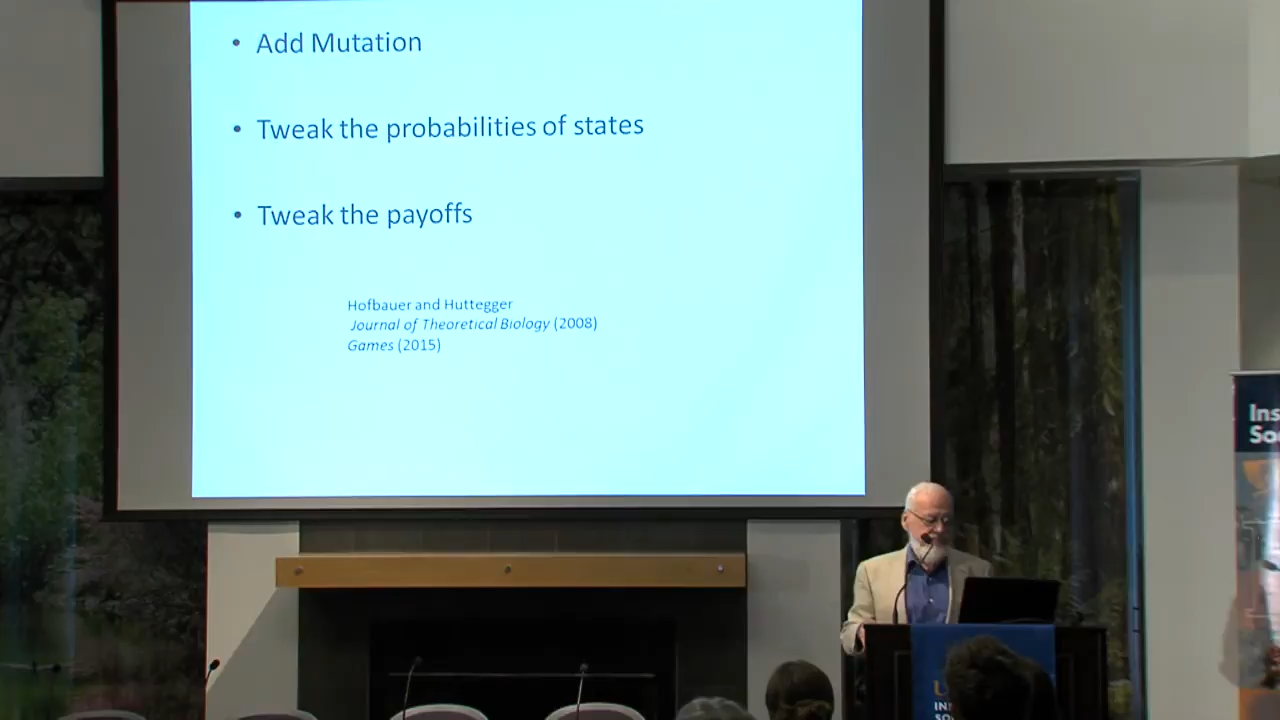 • Add Mutation
• Tweak the probabilities of states
• Tweak the payoffs
Hofbauer and Huttegger
Journal of Theoretical Biology (2008)
Games (2015)